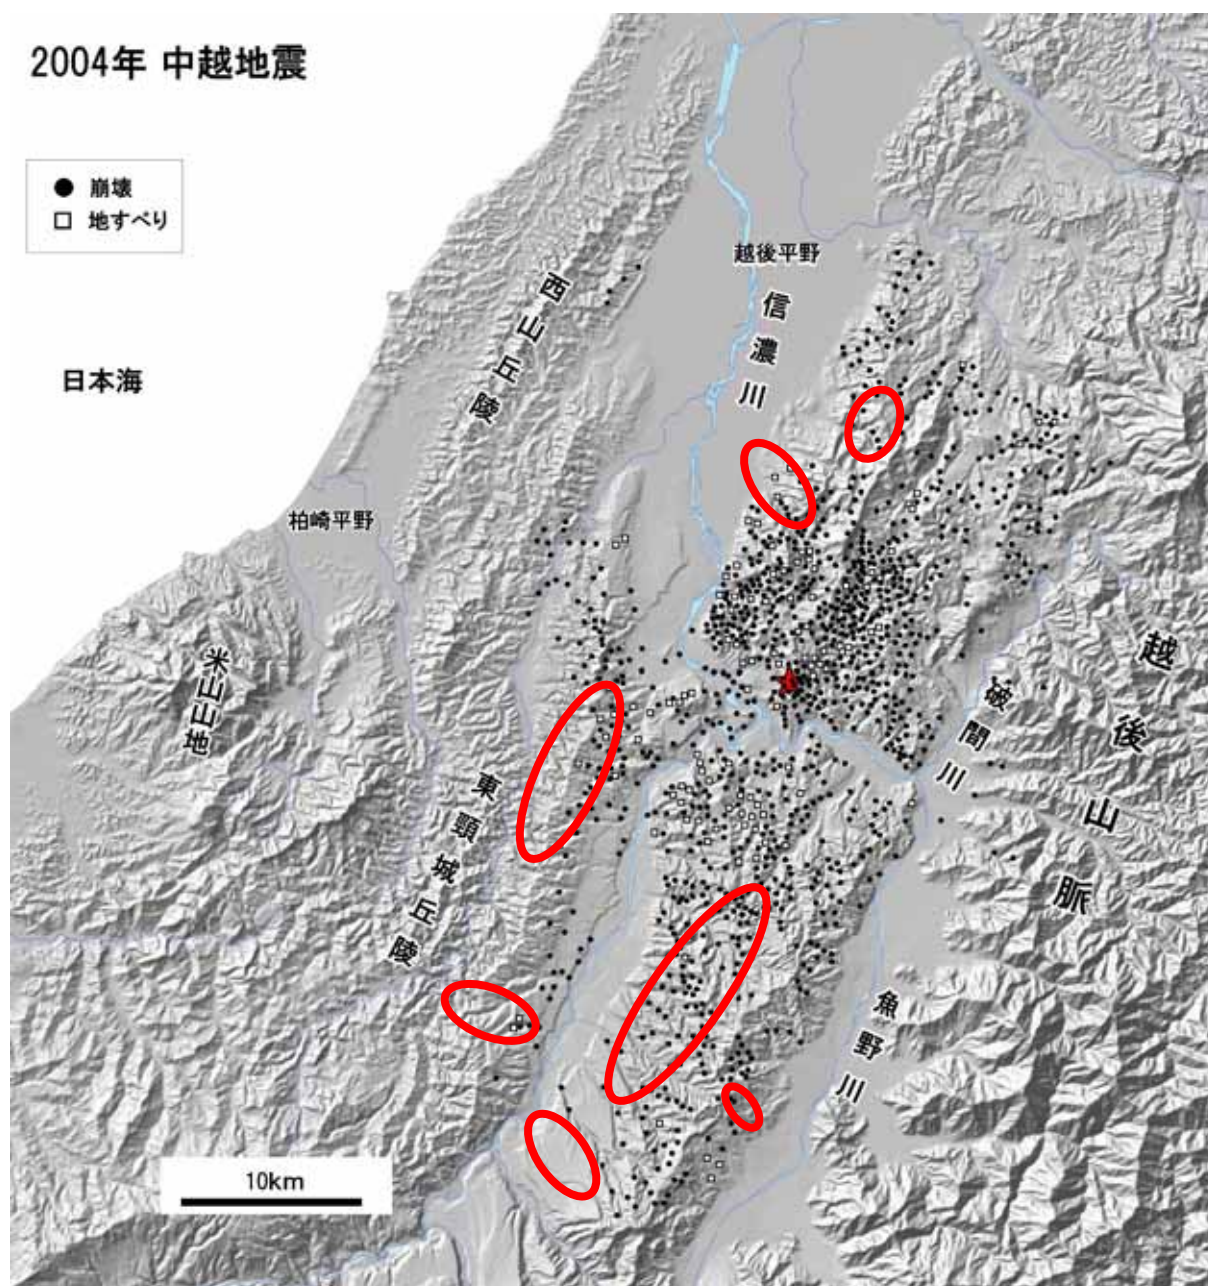 2004年 中越地震
崩壊
地すべり
越後平野
西山丘陵
信濃川
日本海
柏崎平野
米山山地
東頸城丘陵
越後山脈
破間川
魚野川
10km